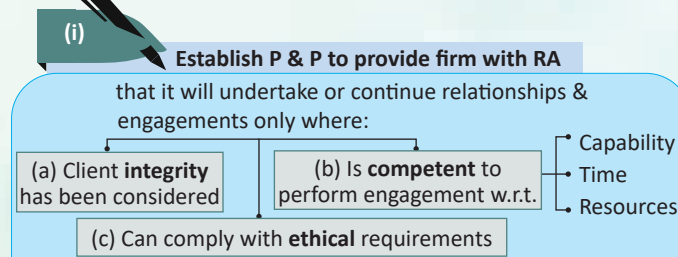 (i)
Establish P & P to provide firm with RA
that it will undertake or continue relationships &
engagements only where:
(a) Client integrity
has been considered
(b) Is competent to
perform engagement w.r.t.
Capability
Time
Resources
(c) Can comply with ethical requirements